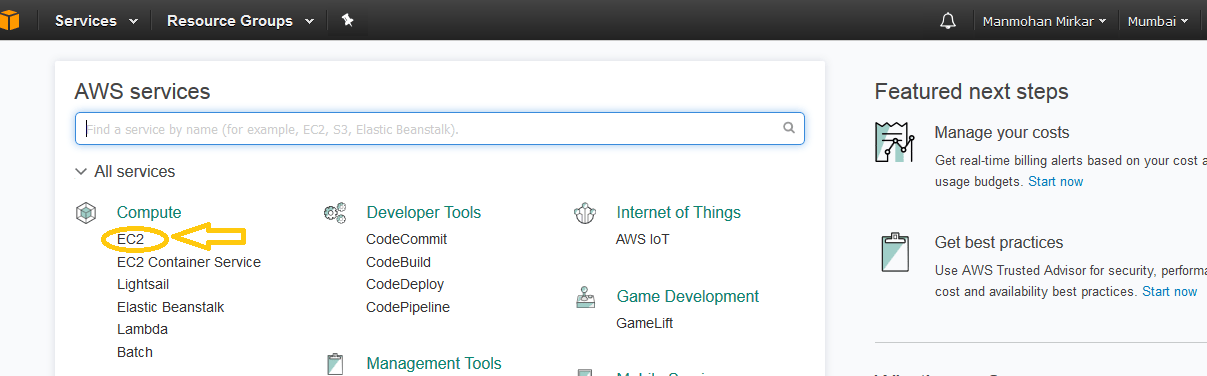 Services Resource Groups Manmohan Mirkar Mumbai
AWS services
Find a service by name (for example, EC2, S3, Elastic Beanstalk).
All services
Compute
EC2
EC2 Container Service
Lightsail
Elastic Beanstalk
Lambda
Batch
Developer Tools
CodeCommit
CodeBuild
CodeDeploy
CodePipeline
Management Tools
Internet of Things
AWS IoT
Game Development
GameLift
Featured next steps
Manage your costs
Get real-time billing alerts based on your cost a
usage budgets. Start now
Get best practices
Use AWS Trusted Advisor for security, performa
cost and availability best practices. Start now